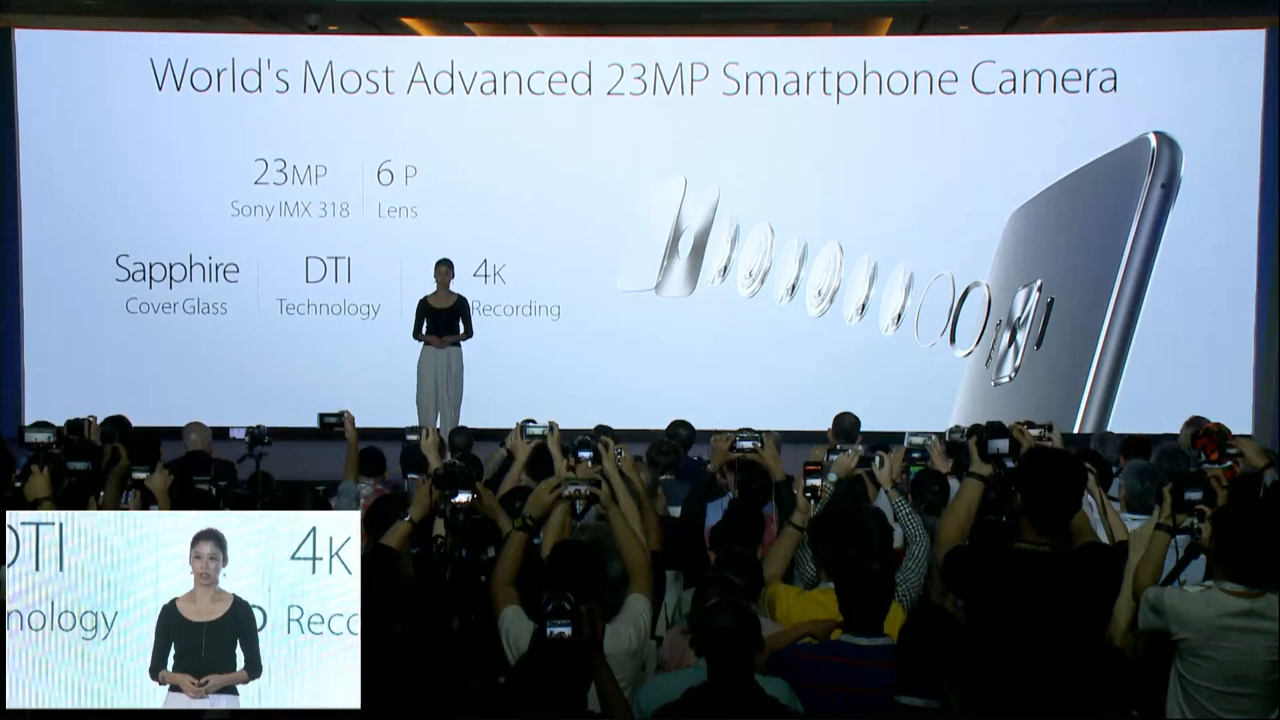 World's Most Advanced 23MP Smartphone Camera
23MP
6 P
Sony IMX 318
Lens
Sapphire
DTI
4K
Cover Glass
Technology
Recording
DTI
4K
nology
Reco